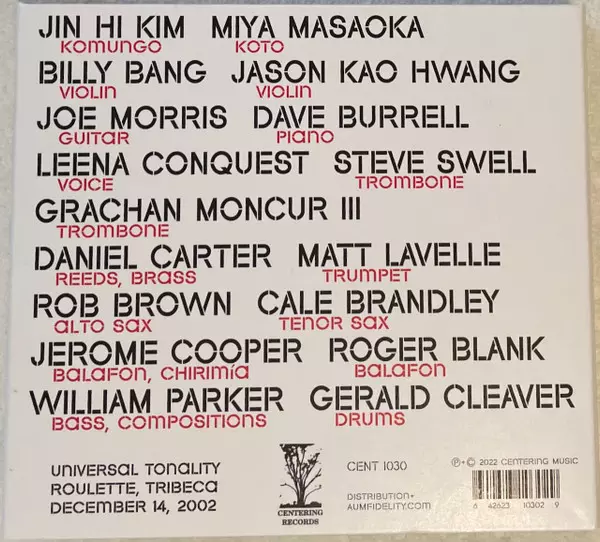 JIN HI KIM MIYA MASAOKA
KOMUNGO KOTO
BILLY BANG JASON KAO HWANG
VIOLIN VIOLIN
JOE MORRIS DAVE BURRELL
GUITAR PIANO
LEENA CONQUEST STEVE SWELL
VOICE TROMBONE
GRACHAN MONCUR III
TROMBONE
DANIEL CARTER MATT LAVELLE
REEDS, BRASS TRUMPET
ROB BROWN CALE BRANDLEY
ALTO SAX TENOR SAX
JEROME COOPER ROGER BLANK
BALAFON, CHIRIMíA BALAFON
WILLIAM PARKER GERALD CLEAVER
BASS, COMPOSITIONS DRUMS
UNIVERSAL TONALITY
ROULETTE, TRIBECA
DECEMBER 14, 2002
CENTERING
RECORDS
CENT 1030
DISTRIBUTION+
AUMFIDELITY.COM
℗+© 2022 CENTERING MUSIC
6 42623 10302 9